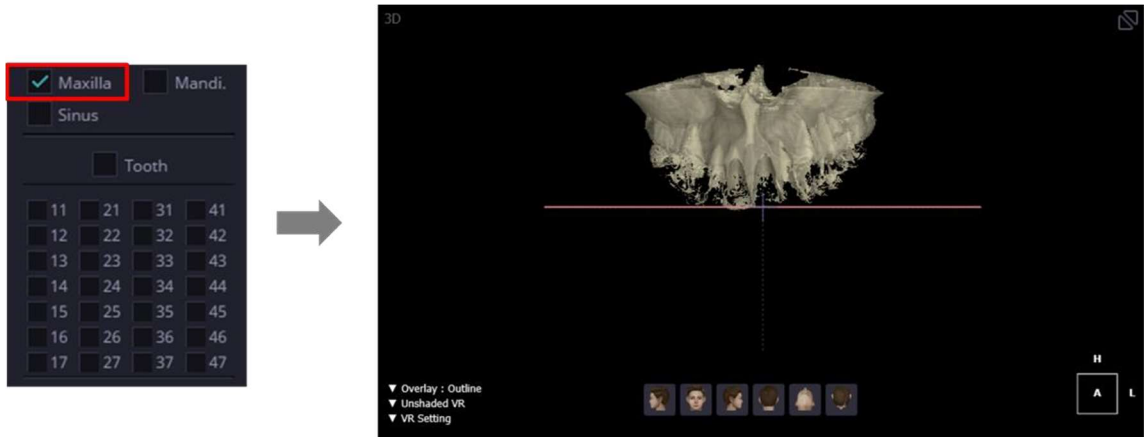 Maxilla Mandi.
Sinus
Tooth
11 21 31 41
12 22 32 42
13 23 33 43
14 24 34 44
15 25 35 45
16 26 36 46
17 27 37 47
3D
▼ Overlay : Outline
▼ Unshaded VR
▼ VR Setting
H
A L